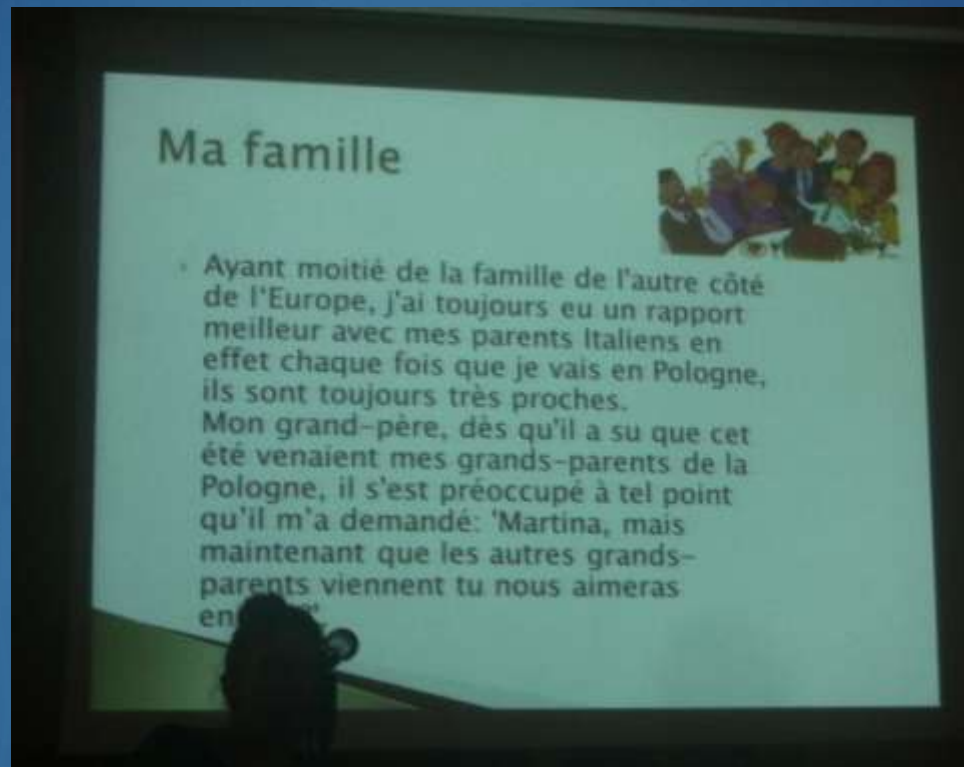 Ma famille
Ayant moitié de la famille de l'autre côté
de l'Europe, j'ai toujours eu un rapport
meilleur avec mes parents Italiens en
effet chaque fois que je vais en Pologne,
ils sont toujours très proches.
Mon grand-père, dès qu'il a su que cet
été venaient mes grands-parents de la
Pologne, il s'est préoccupé à tel point
qu'il m'a demandé: 'Martina, mais
maintenant que les autres grands-
parents viennent tu nous aimeras